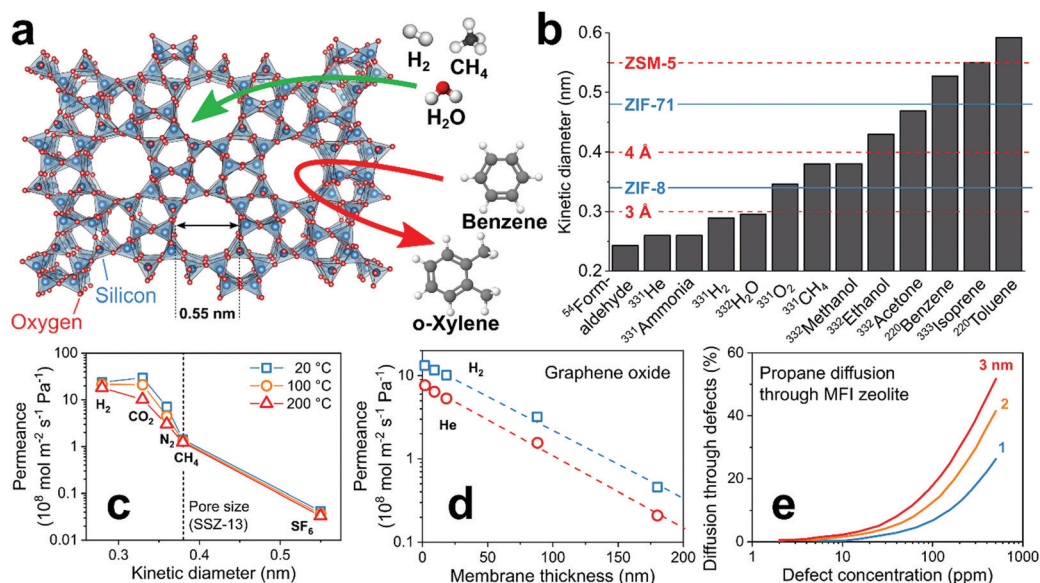 a
H2
CH4
H2O
Benzene
o-Xylene
Silicon
Oxygen
0.55 nm
b
Kinetic diameter (nm)
0.6
0.5
0.4
0.3
0.2
ZSM-5
ZIF-71
4 Å
ZIF-8
3 Å
54Form-
aldehyde
331He
331Ammonia
331H2
332H2O
331O2
331CH4
332Methanol
332Ethanol
332Acetone
220Benzene
333Isoprene
220Toluene
c
Permeance
(10⁸ mol m⁻² s⁻¹ Pa⁻¹)
100
10
1
0.1
0.01
20 °C
100 °C
200 °C
H2
CO2
N2
CH4
SF6
Pore size
(SSZ-13)
0.3
0.4
0.5
Kinetic diameter (nm)
d
Permeance
(10⁸ mol m⁻² s⁻¹ Pa⁻¹)
10
1
0.1
Graphene oxide
H2
He
0
50
100
150
200
Membrane thickness (nm)
e
Diffusion through defects (%)
60
40
20
0
Propane diffusion
through MFI zeolite
3 nm
2
1
1
10
100
1000
Defect concentration (ppm)